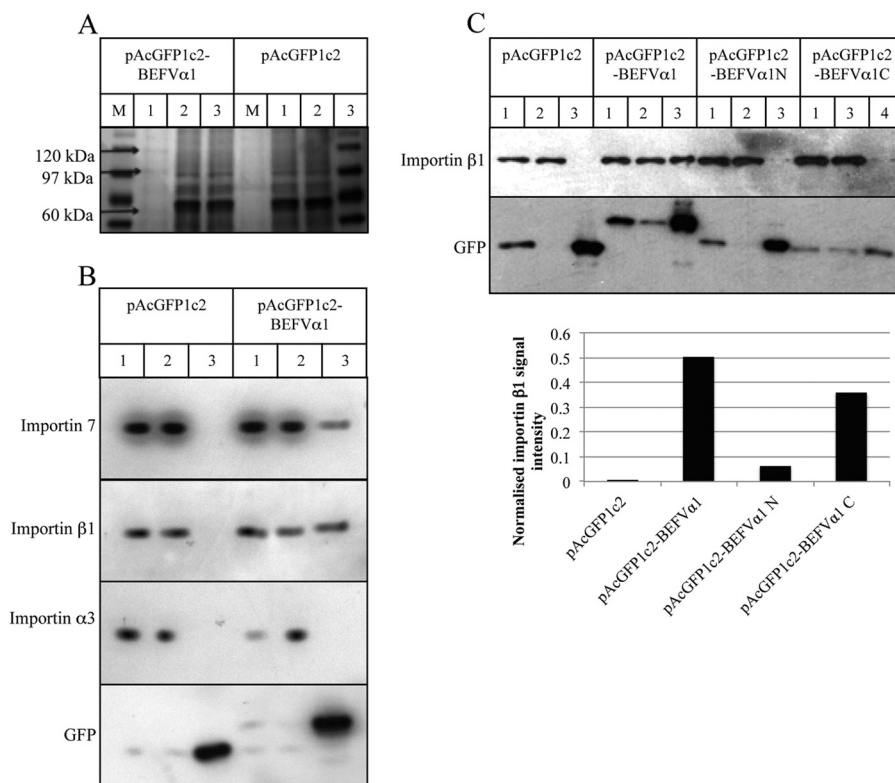 A
pAcGFP1c2-
BEFVα1
pAcGFP1c2
M 1 2 3 M 1 2 3
120 kDa
97 kDa
60 kDa
B
pAcGFP1c2
pAcGFP1c2-
BEFVα1
1 2 3 1 2 3
Importin 7
Importin β1
Importin α3
GFP
C
pAcGFP1c2
pAcGFP1c2
-BEFVα1
pAcGFP1c2
-BEFVα1N
pAcGFP1c2
-BEFVα1C
1 2 3 1 2 3 1 2 3 1 3 4
Importin β1
GFP
Normalised importin β1 signal
intensity
0.6
0.5
0.4
0.3
0.2
0.1
0
pAcGFP1c2
pAcGFP1c2-BEFVα1
pAcGFP1c2-BEFVα1 N
pAcGFP1c2-BEFVα1 C